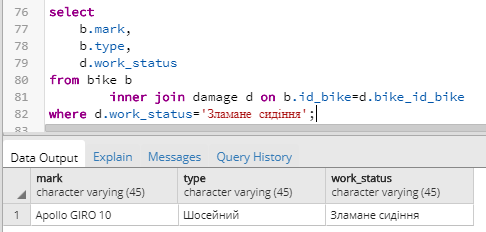 76 select
77 b.mark,
78 b.type,
79 d.work_status
80 from bike b
81 inner join damage d on b.id_bike=d.bike_id_bike
82 where d.work_status='Зламане сидіння';
83
Data Output Explain Messages Query History
mark type work_status
character varying (45) character varying (45) character varying (45)
1 Apollo GIRO 10 Шосейний Зламане сидіння